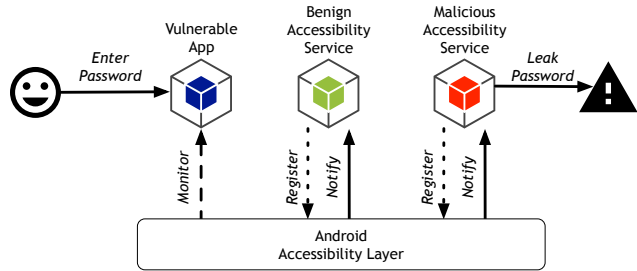 Vulnerable
App
Benign
Accessibility
Service
Malicious
Accessibility
Service
Enter
Password
Leak
Password
Monitor
Register
Notify
Register
Notify
Android
Accessibility Layer